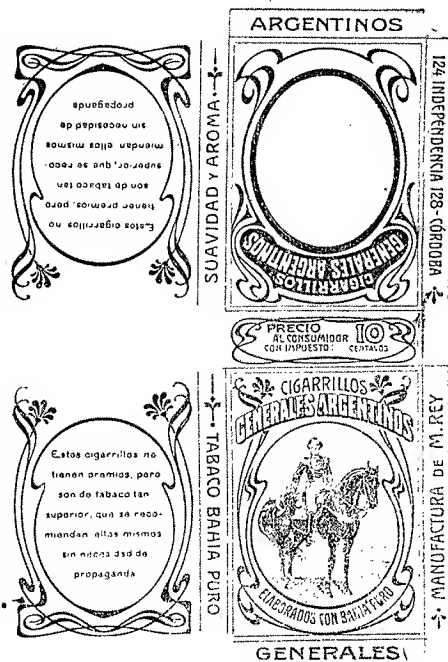 ARGENTINOS
Estos cigarrillos no
tienen premios, pero
son de tabaco tan
superior, que se reco-
miendan ellos mismos
sin necesidad de
propaganda
SUAVIDAD Y AROMA
CIGARRILLOS
GENERALES ARGENTINOS
124 INDEPENDENCIA 128-CÓRDOBA
PRECIO
AL CONSUMIDOR
CON IMPUESTO:
10
CENTAVOS
Estos cigarrillos no
tienen premios, pero
son de tabaco tan
superior, que se reco-
miendan ellos mismos
sin necesidad de
propaganda
TABACO BAHIA PURO
CIGARRILLOS
GENERALES ARGENTINOS
ELABORADOS CON BAHIA PURO
MANUFACTURA DE M. REY
GENERALES